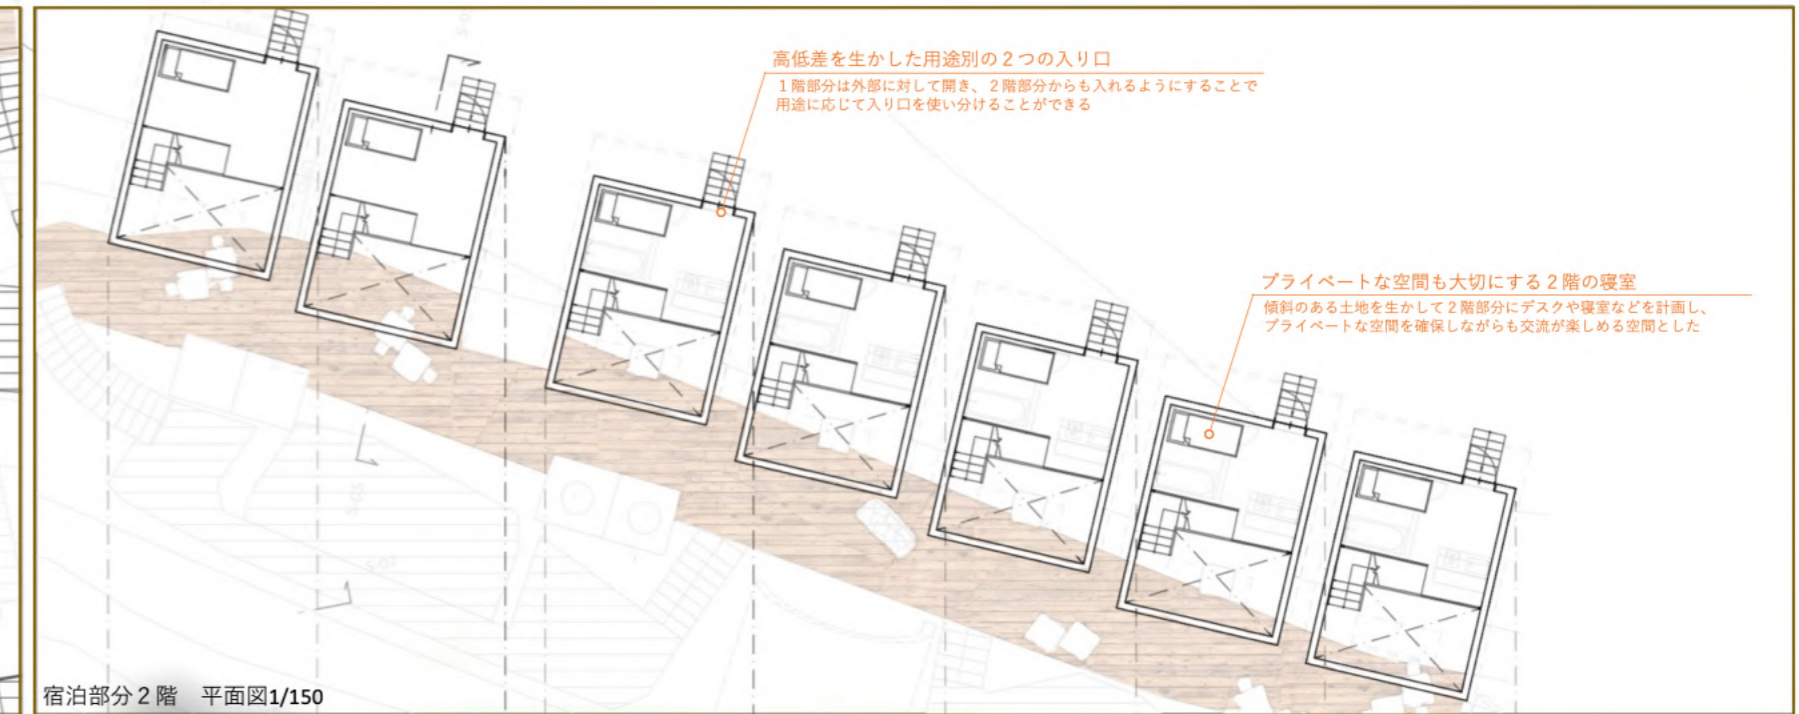 高低差を生かした用途別の２つの入り口
１階部分は外部に対して開き、２階部分からも入れるようにすることで
用途に応じて入り口を使い分けることができる
プライベートな空間も大切にする２階の寝室
傾斜のある土地を生かして２階部分にデスクや寝室などを計画し、
プライベートな空間を確保しながらも交流が楽しめる空間とした
宿泊部分２階　平面図1/150